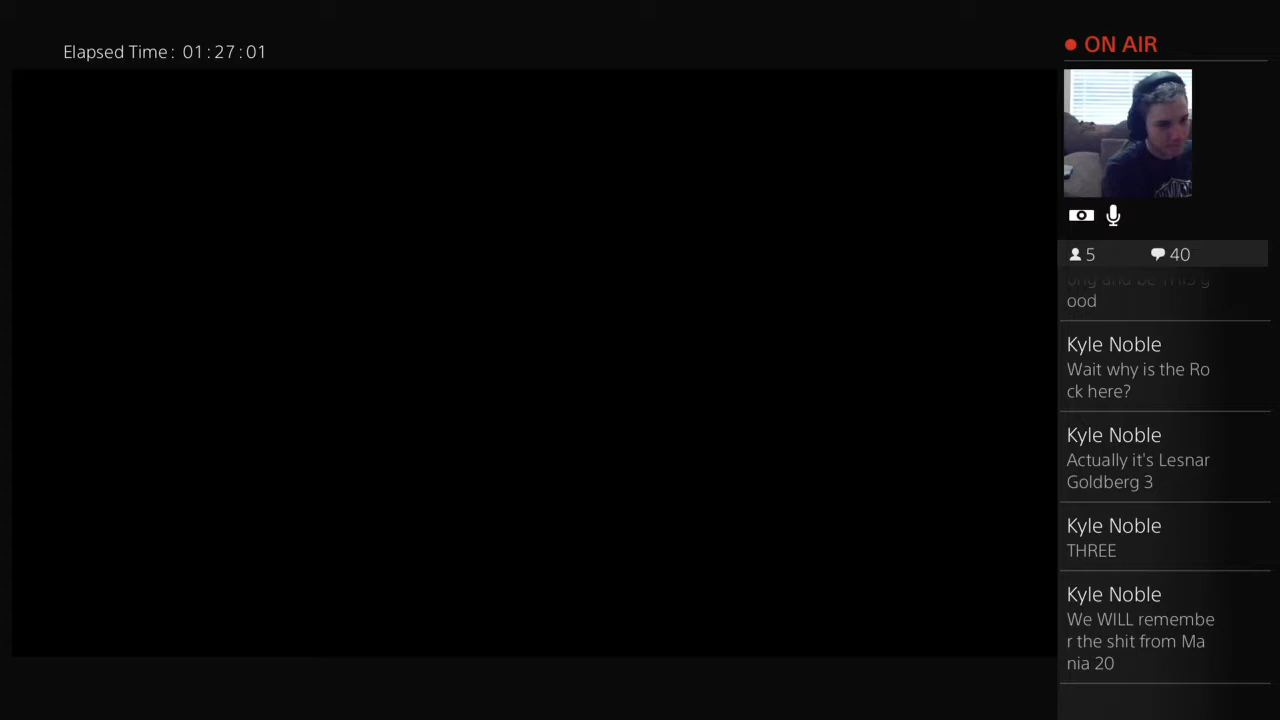 Elapsed Time: 01:27:01
ON AIR
5 40
ood
Kyle Noble
Wait why is the Ro
ck here?
Kyle Noble
Actually it's Lesnar
Goldberg 3
Kyle Noble
THREE
Kyle Noble
We WILL remembe
r the shit from Ma
nia 20